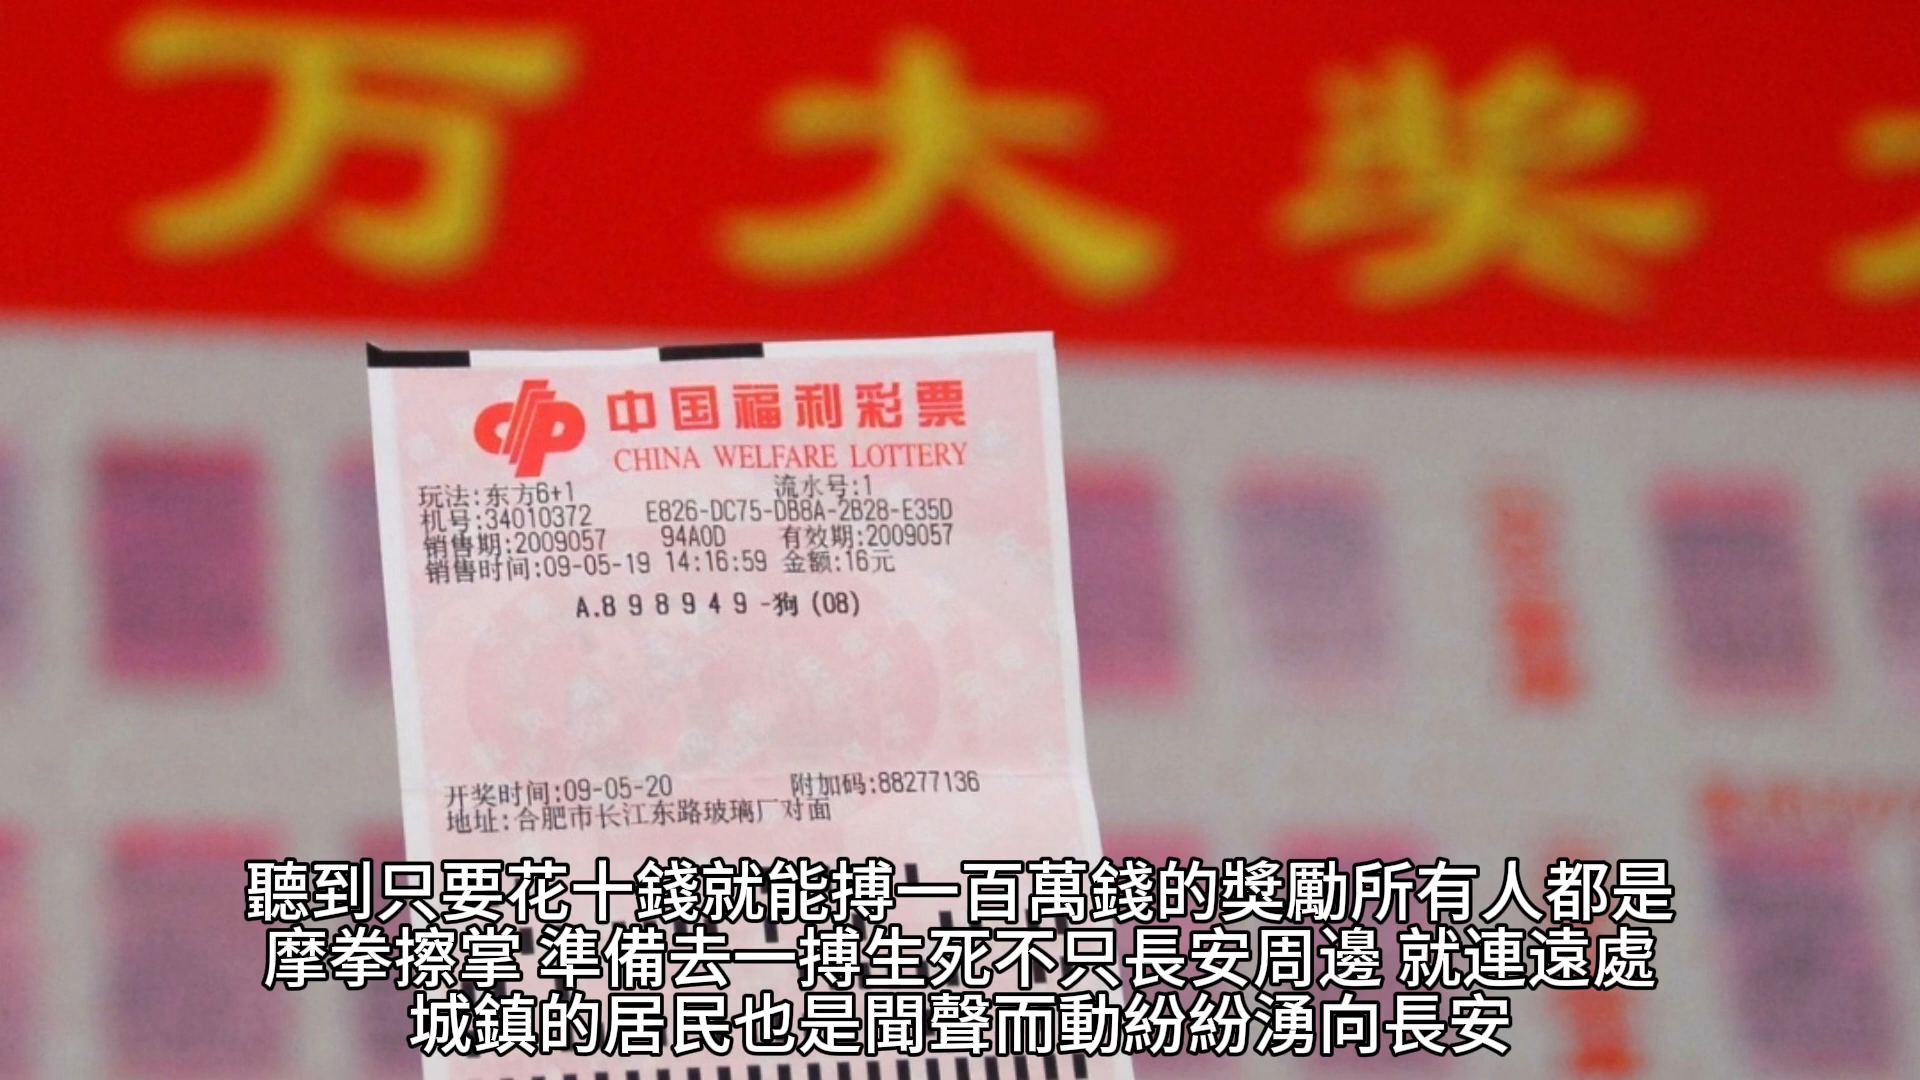 万大奖
中国福利彩票
CHINA WELFARE LOTTERY
玩法:东方6+1 流水号:1
机号:34010372 E826-DC75-DB8A-2B28-E35D
销售期:2009057 94A0D 有效期:2009057
销售时间:09-05-19 14:16:59 金额:16元
A.8 9 8 9 4 9 -狗 (08)
开奖时间:09-05-20 附加码:88277136
地址:合肥市长江东路玻璃厂对面
聽到只要花十錢就能搏一百萬錢的獎勵所有人都是
摩拳擦掌 準備去一搏生死不只長安周邊 就連遠處
城鎮的居民也是聞聲而動紛紛湧向長安